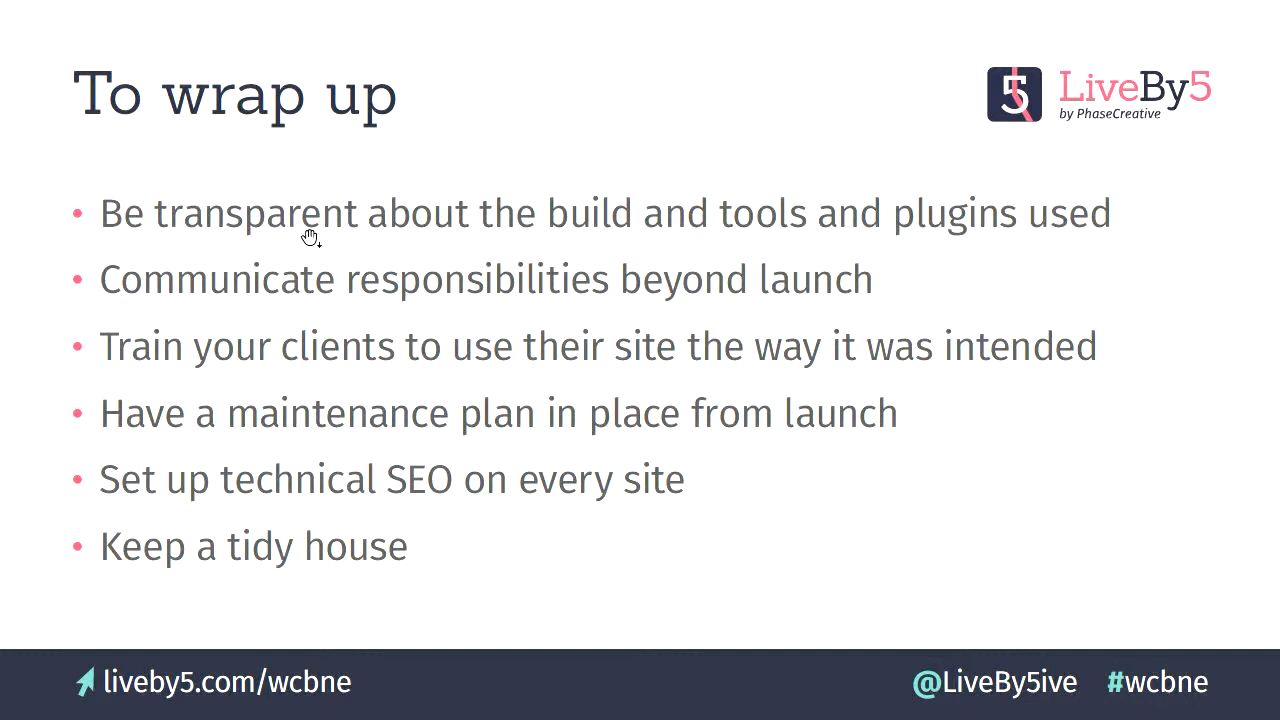 To wrap up
5 LiveBy5
by PhaseCreative
• Be transparent about the build and tools and plugins used
• Communicate responsibilities beyond launch
• Train your clients to use their site the way it was intended
• Have a maintenance plan in place from launch
• Set up technical SEO on every site
• Keep a tidy house
liveby5.com/wcbne
@LiveBy5ive #wcbne